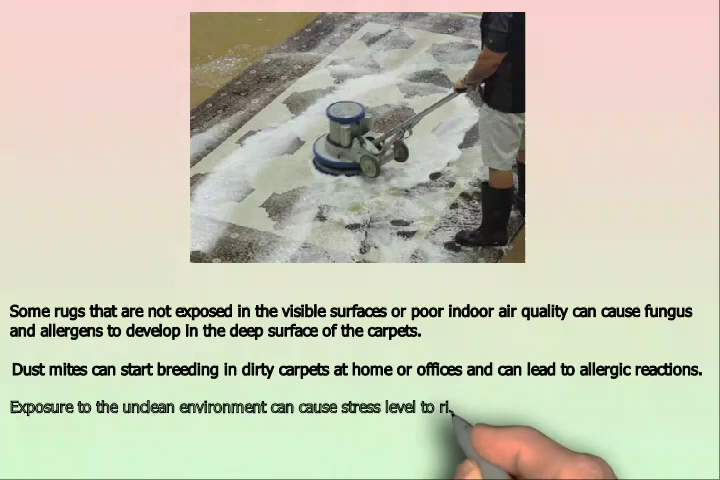 Some rugs that are not exposed in the visible surfaces or poor indoor air quality can cause fungus
and allergens to develop in the deep surface of the carpets.
Dust mites can start breeding in dirty carpets at home or offices and can lead to allergic reactions.
Exposure to the unclean environment can cause stress level to ri